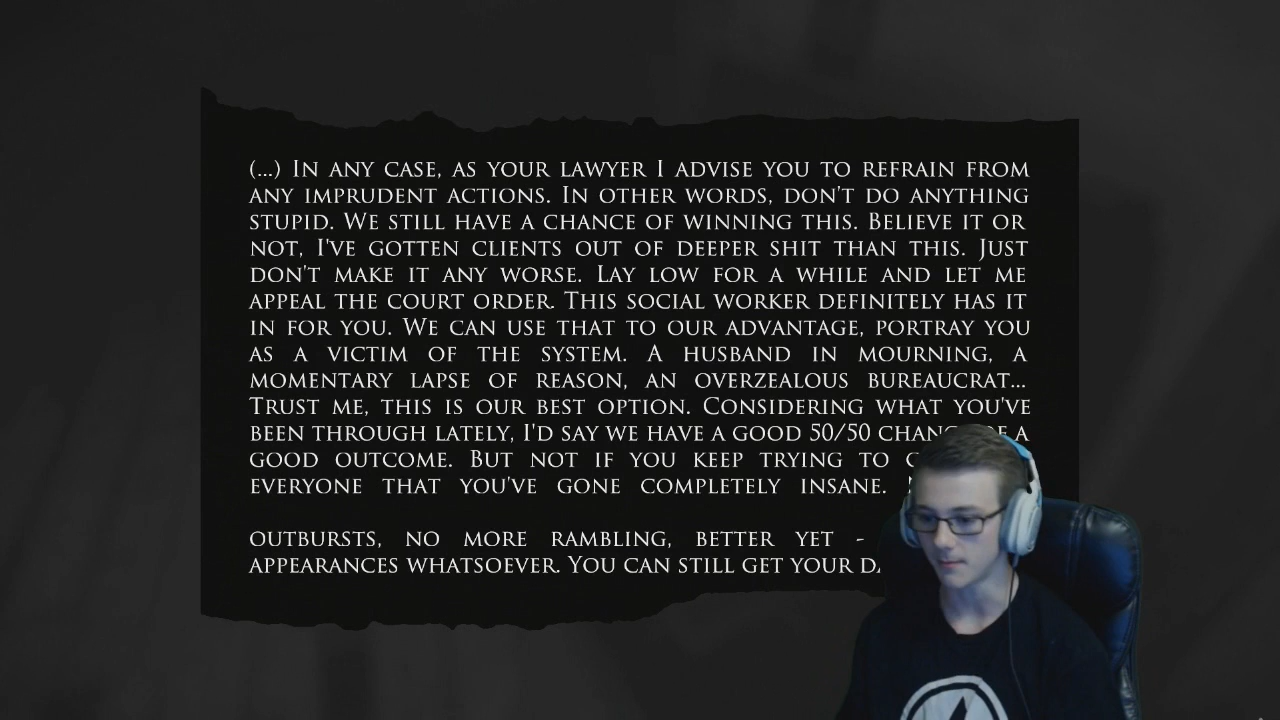 (...) IN ANY CASE, AS YOUR LAWYER I ADVISE YOU TO REFRAIN FROM
ANY IMPRUDENT ACTIONS. IN OTHER WORDS, DON'T DO ANYTHING
STUPID. WE STILL HAVE A CHANCE OF WINNING THIS. BELIEVE IT OR
NOT, I'VE GOTTEN CLIENTS OUT OF DEEPER SHIT THAN THIS. JUST
DON'T MAKE IT ANY WORSE. LAY LOW FOR A WHILE AND LET ME
APPEAL THE COURT ORDER. THIS SOCIAL WORKER DEFINITELY HAS IT
IN FOR YOU. WE CAN USE THAT TO OUR ADVANTAGE, PORTRAY YOU
AS A VICTIM OF THE SYSTEM. A HUSBAND IN MOURNING, A
MOMENTARY LAPSE OF REASON, AN OVERZEALOUS BUREAUCRAT...
TRUST ME, THIS IS OUR BEST OPTION. CONSIDERING WHAT YOU'VE
BEEN THROUGH LATELY, I'D SAY WE HAVE A GOOD 50/50 A
GOOD OUTCOME. BUT NOT IF YOU KEEP TRYING TO
EVERYONE THAT YOU'VE GONE COMPLETELY INSANE.
OUTBURSTS, NO MORE RAMBLING, BETTER YET -
APPEARANCES WHATSOEVER. YOU CAN STILL GET YOUR